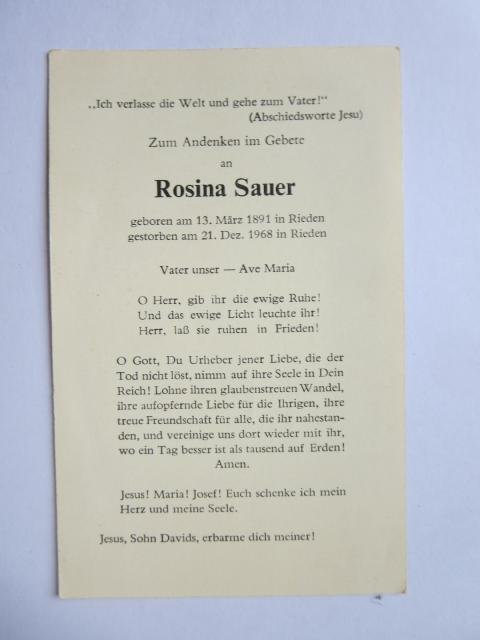 „Ich verlasse die Welt und gehe zum Vater!“
(Abschiedsworte Jesu)
Zum Andenken im Gebete
an
Rosina Sauer
geboren am 13. März 1891 in Rieden
gestorben am 21. Dez. 1968 in Rieden
Vater unser — Ave Maria
O Herr, gib ihr die ewige Ruhe!
Und das ewige Licht leuchte ihr!
Herr, laß sie ruhen in Frieden!
O Gott, Du Urheber jener Liebe, die der
Tod nicht löst, nimm auf ihre Seele in Dein
Reich! Lohne ihren glaubenstreuen Wandel,
ihre aufopfernde Liebe für die Ihrigen, ihre
treue Freundschaft für alle, die ihr nahestan-
den, und vereinige uns dort wieder mit ihr,
wo ein Tag besser ist als tausend auf Erden!
Amen.
Jesus! Maria! Josef! Euch schenke ich mein
Herz und meine Seele.
Jesus, Sohn Davids, erbarme dich meiner!